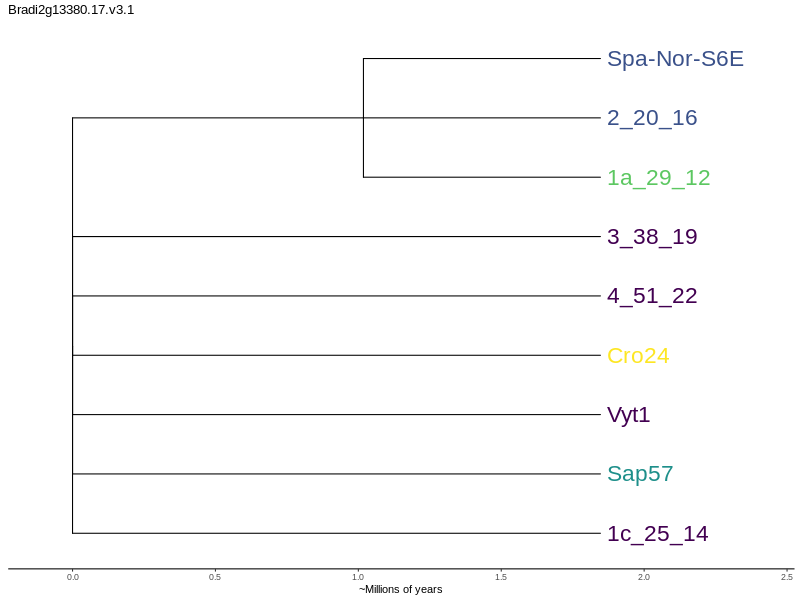 Bradi2g13380.17.v3.1
Spa-Nor-S6E
2_20_16
1a_29_12
3_38_19
4_51_22
Cro24
Vyt1
Sap57
1c_25_14
0.0 0.5 1.0 1.5 2.0 2.5
~Millions of years